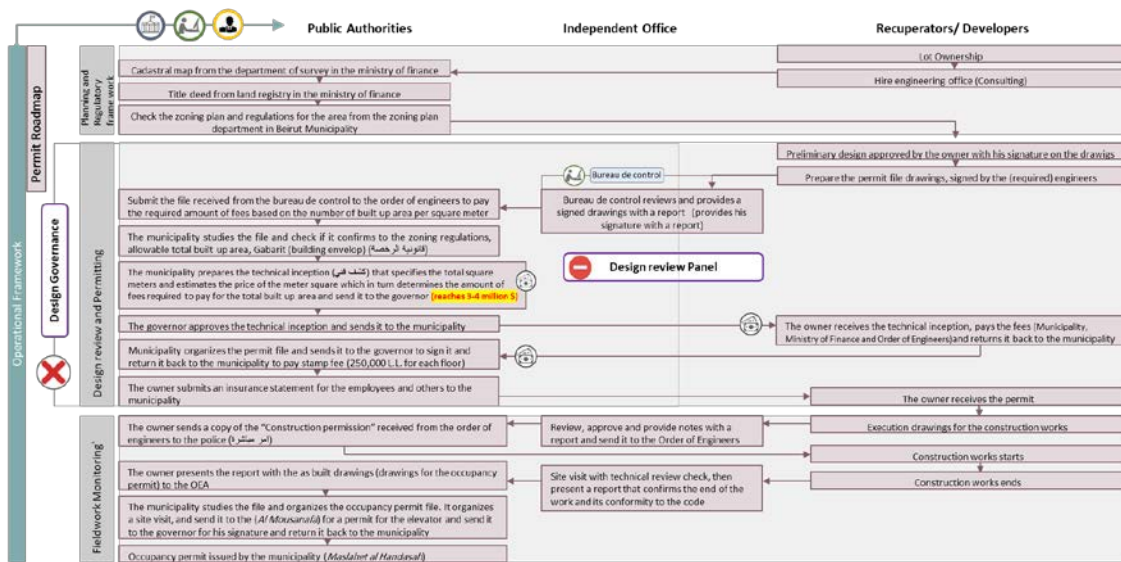 Public Authorities
Independent Office
Recuperators/ Developers
Operational Framework
Permit Roadmap
Planning and
Regulatory
frame work
Lot Ownership
Cadastral map from the department of survey in the ministry of finance
Hire engineering office (Consulting)
Title deed from land registry in the ministry of finance
Check the zoning plan and regulations for the area from the zoning plan
department in Beirut Municipality
Design Governance
Design review and Permitting
Preliminary design approved by the owner with his signature on the drawigs
Bureau de control
Prepare the permit file drawings, signed by the (required) engineers
Submit the file received from the bureau de control to the order of engineers to pay
the required amount of fees based on the number of built up area per square meter
Bureau de control reviews and provides a
signed drawings with a report (provides his
signature with a report)
The municipality studies the file and check if it confirms to the zoning regulations,
allowable total built up area, Gabarit (building envelop) (قانونية الرخصة)
The municipality prepares the technical inception (كشف فني) that specifies the total square
meters and estimates the price of the meter square which in turn determines the amount of
fees required to pay for the total built up area and send it to the governor (reaches 3-4 million $)
Design review Panel
The governor approves the technical inception and sends it to the municipality
The owner receives the technical inception, pays the fees (Municipality,
Ministry of Finance and Order of Engineers)and returns it back to the municipality
Municipality organizes the permit file and sends it to the governor to sign it and
return it back to the municipality to pay stamp fee (250,000 L.L. for each floor)
The owner submits an insurance statement for the employees and others to the
municipality
The owner receives the permit
Fieldwork Monitoring'
The owner sends a copy of the "Construction permission" received from the order of
engineers to the police (امر مباشرة)
Review, approve and provide notes with a
report and send it to the Order of Engineers
Execution drawings for the construction works
Construction works starts
The owner presents the report with the as built drawings (drawings for the occupancy
permit) to the OEA
Site visit with technical review check, then
present a report that confirms the end of the
work and its conformity to the code
Construction works ends
The municipality studies the file and organizes the occupancy permit file. It organizes
a site visit, and send it to the (Al Mousanafa) for a permit for the elevator and send it
to the governor for his signature and return it back to the municipality
Occupancy permit issued by the municipality (Maslahet al Handasah)